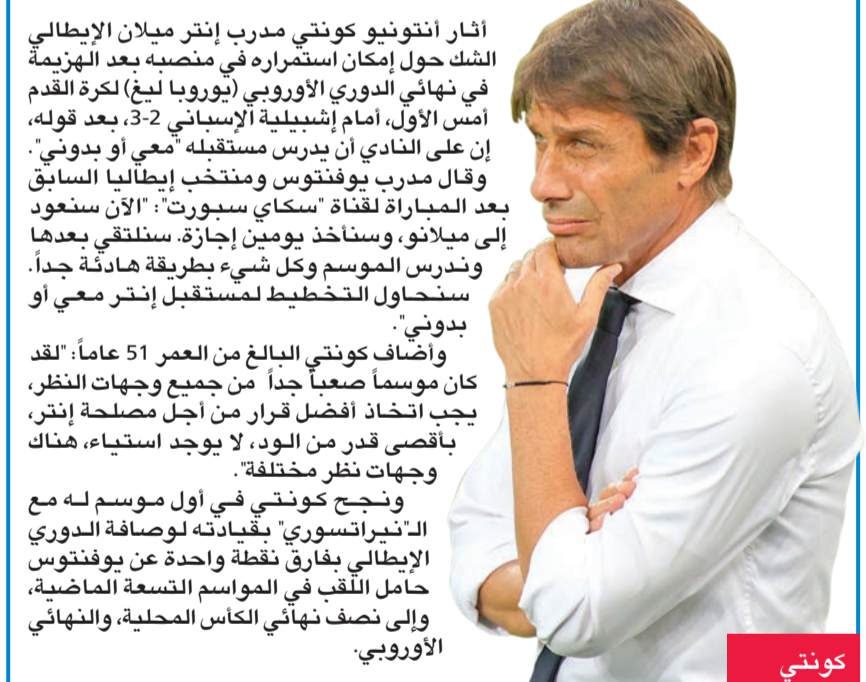 أثار أنتونيو كونتي مدرب إنتر ميلان الإيطالي
الشك حول إمكان استمراره في منصبه بعد الهزيمة
في نهائي الدوري الأوروبي (يوروبا ليغ) لكرة القدم
أمس الأول، أمام إشبيلية الإسباني 2-3، بعد قوله،
إن على النادي أن يدرس مستقبله "معي أو بدوني".
وقال مدرب يوفنتوس ومنتخب إيطاليا السابق
بعد المباراة لقناة "سكاي سبورت": "الآن سنعود
إلى ميلانو، وسنأخذ يومين إجازة. سنلتقي بعدها
وندرس الموسم وكل شيء بطريقة هادئة جداً.
سنحاول التخطيط لمستقبل إنتر معي أو
بدوني".
وأضاف كونتي البالغ من العمر 51 عاماً: "لقد
كان موسماً صعباً جداً من جميع وجهات النظر،
يجب اتخاذ أفضل قرار من أجل مصلحة إنتر،
بأقصى قدر من الود، لا يوجد استياء، هناك
وجهات نظر مختلفة".
ونجح كونتي في أول موسم له مع
الـ"نيراتسوري" بقيادته لوصافة الدوري
الإيطالي بفارق نقطة واحدة عن يوفنتوس
حامل اللقب في المواسم التسعة الماضية،
وإلى نصف نهائي الكأس المحلية، والنهائي
الأوروبي.
كونتي